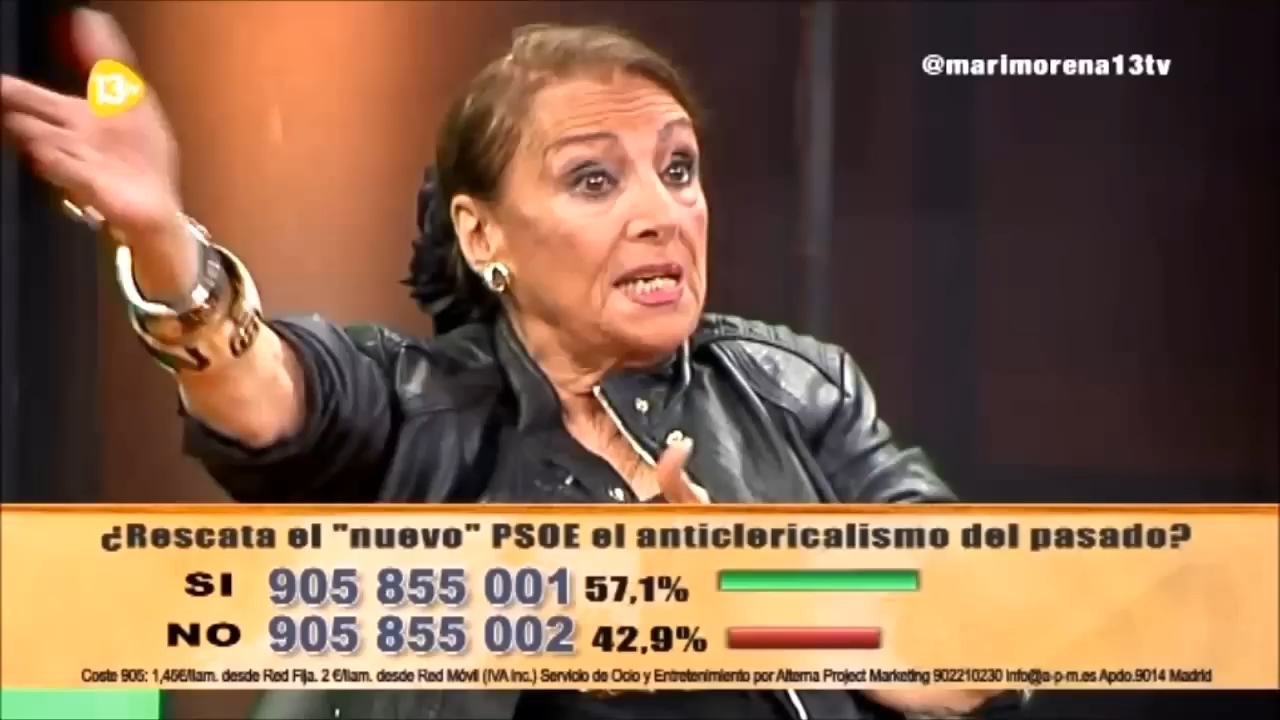 13tv
@marimorena13tv
¿Rescata el "nuevo" PSOE el anticlericalismo del pasado?
SI 905 855 001 57,1%
NO 905 855 002 42,9%
Coste 905: 1,45€/llam. desde Red Fija. 2 €/llam. desde Red Móvil (IVA Inc.) Servicio de Ocio y Entretenimiento por Alterna Project Marketing 902210230 info@a-p-m.es Apdo.9014 Madrid